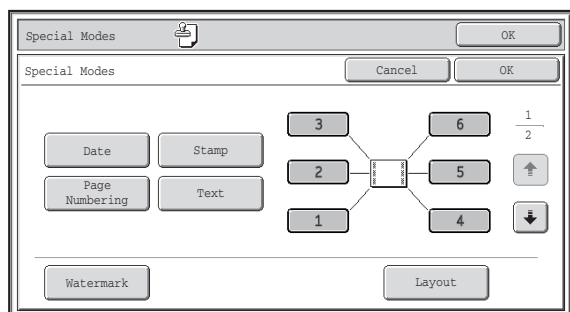 Special Modes
OK
Special Modes
Cancel
OK
3
6
1
2
Date
Stamp
2
5
Page
Numbering
Text
1
4
Watermark
Layout